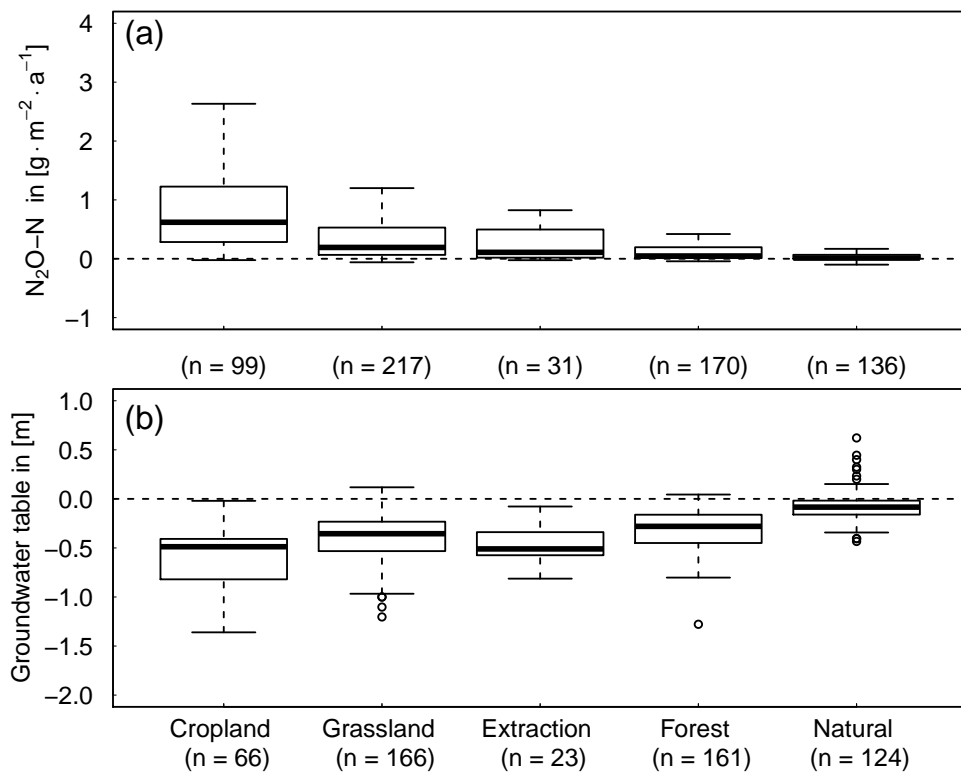 (a)
N₂O–N in [g · m⁻² · a⁻¹]
4
3
2
1
0
−1
(n = 99) (n = 217) (n = 31) (n = 170) (n = 136)
(b)
Groundwater table in [m]
1.0
0.5
0.0
−0.5
−1.0
−1.5
−2.0
Cropland Grassland Extraction Forest Natural
(n = 66) (n = 166) (n = 23) (n = 161) (n = 124)